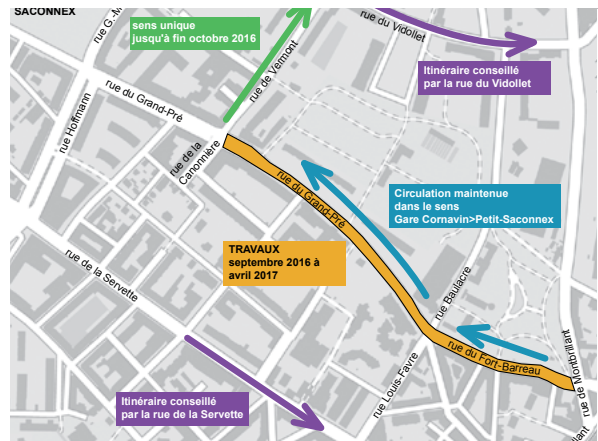 SACONNEX
rue G.-M
sens unique
jusqu'à fin octobre 2016
rue du Vidollet
Itinéraire conseillé
par la rue du Vidollet
rue Hoffmann
rue du Grand-Pré
rue de Vermont
rue de la
Canonnière
rue du Grand-Pré
Circulation maintenue
dans le sens
Gare Cornavin>Petit-Saconnex
TRAVAUX
septembre 2016 à
avril 2017
rue de la Servette
rue Baulacre
rue du Fort-Barreau
rue de Montbrillant
rue Louis-Favre
Itinéraire conseillé
par la rue de la Servette
illant